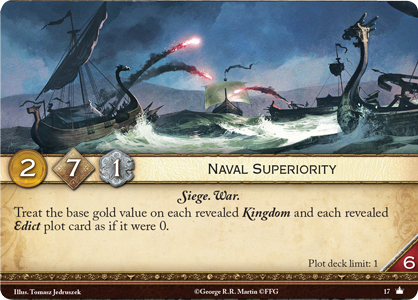 2 7 1 Naval Superiority
Siege. War.
Treat the base gold value on each revealed Kingdom and each revealed
Edict plot card as if it were 0.
Plot deck limit: 1
6
Illus. Tomasz Jedruszek ©George R.R. Martin ©FFG 17